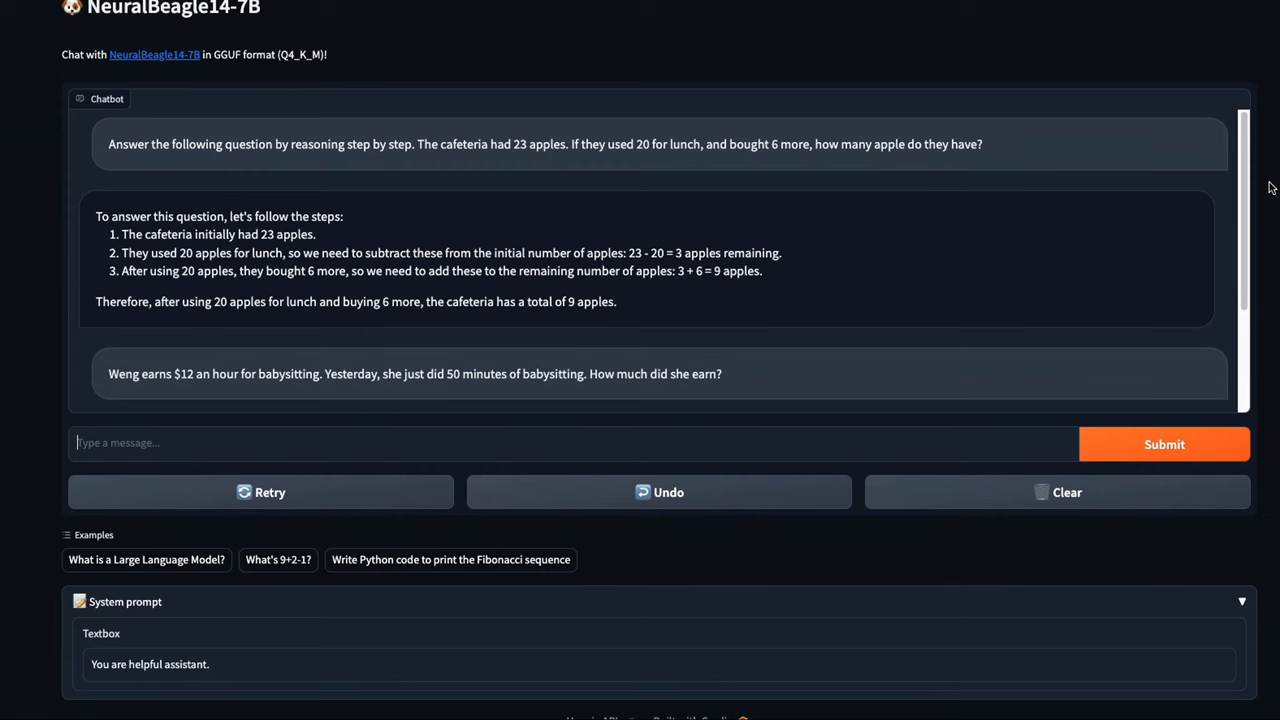 🐶 NeuralBeagle14-7B
Chat with NeuralBeagle14-7B in GGUF format (Q4_K_M)!
Chatbot
Answer the following question by reasoning step by step. The cafeteria had 23 apples. If they used 20 for lunch, and bought 6 more, how many apple do they have?
To answer this question, let's follow the steps:
1. The cafeteria initially had 23 apples.
2. They used 20 apples for lunch, so we need to subtract these from the initial number of apples: 23 - 20 = 3 apples remaining.
3. After using 20 apples, they bought 6 more, so we need to add these to the remaining number of apples: 3 + 6 = 9 apples.
Therefore, after using 20 apples for lunch and buying 6 more, the cafeteria has a total of 9 apples.
Weng earns $12 an hour for babysitting. Yesterday, she just did 50 minutes of babysitting. How much did she earn?
Type a message...
Submit
Retry
Undo
Clear
Examples
What is a Large Language Model?
What's 9+2-1?
Write Python code to print the Fibonacci sequence
System prompt
Textbox
You are helpful assistant.